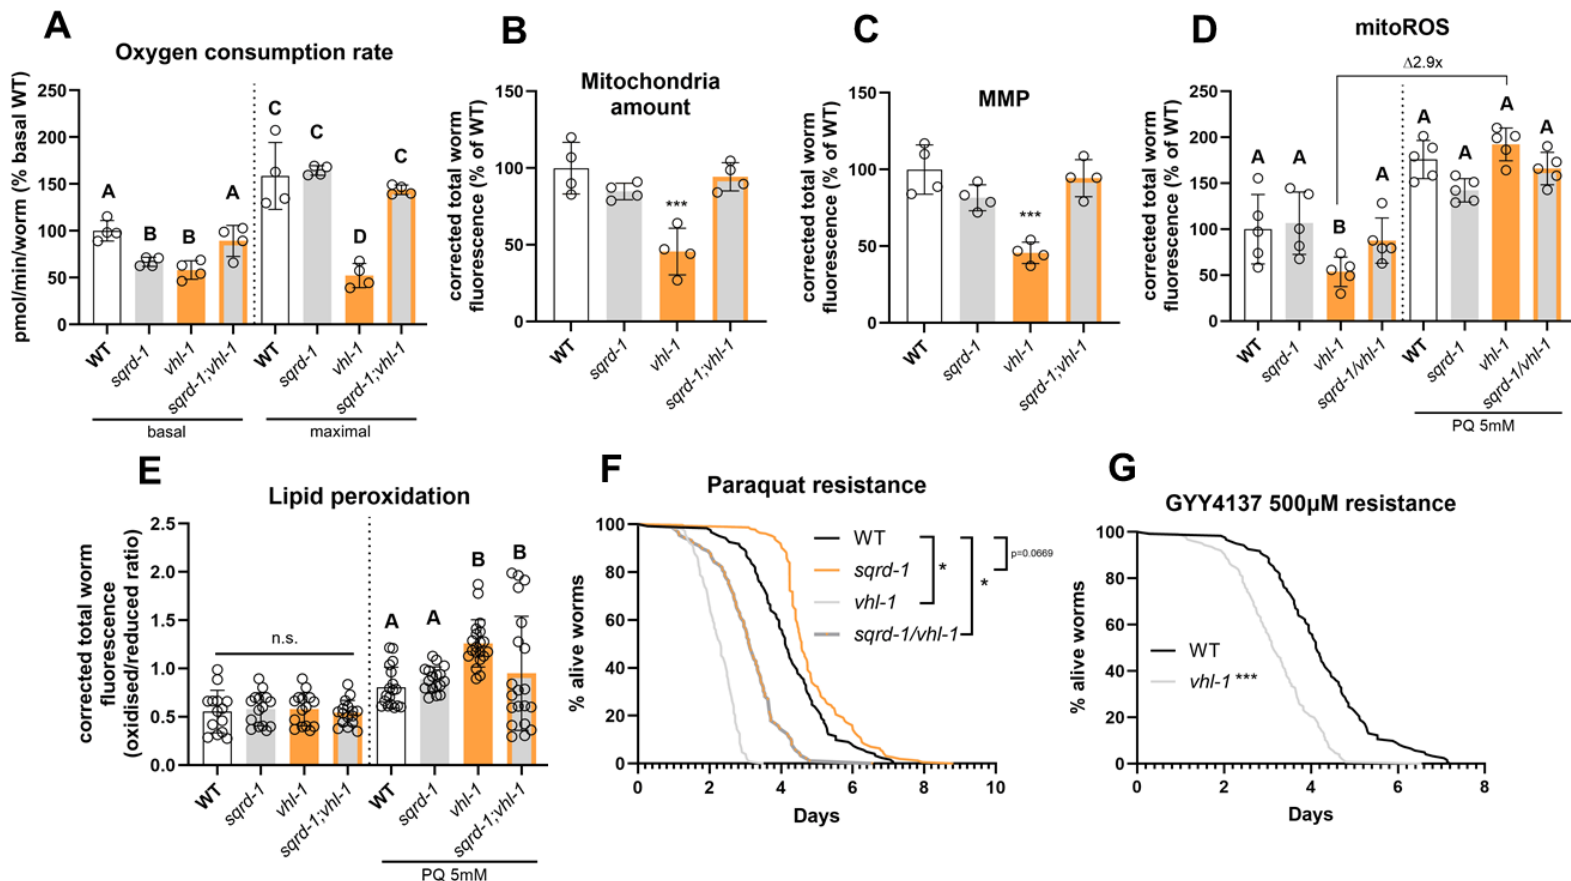 A
Oxygen consumption rate
pmol/min/worm (% basal WT)
250
200
150
100
50
0
A
B
B
A
C
C
D
C
WT
sqrd-1
vhl-1
sqrd-1;vhl-1
WT
sqrd-1
vhl-1
sqrd-1;vhl-1
basal
maximal
B
Mitochondria
amount
corrected total worm
fluorescence (% of WT)
150
100
50
0
***
WT
sqrd-1
vhl-1
sqrd-1;vhl-1
C
MMP
corrected total worm
fluorescence (% of WT)
150
100
50
0
***
WT
sqrd-1
vhl-1
sqrd-1;vhl-1
D
mitoROS
Δ2.9x
corrected total worm
fluorescence (% of WT)
250
200
150
100
50
0
A
A
B
A
A
A
A
A
WT
sqrd-1
vhl-1
sqrd-1/vhl-1
WT
sqrd-1
vhl-1
sqrd-1/vhl-1
PQ 5mM
E
Lipid peroxidation
corrected total worm
fluorescence
(oxidised/reduced ratio)
2.5
2.0
1.5
1.0
0.5
0.0
n.s.
A
A
B
B
WT
sqrd-1
vhl-1
sqrd-1;vhl-1
WT
sqrd-1
vhl-1
sqrd-1;vhl-1
PQ 5mM
F
Paraquat resistance
% alive worms
100
80
60
40
20
0
WT
sqrd-1
vhl-1
sqrd-1/vhl-1
*
*
p=0.0669
0
2
4
6
8
10
Days
G
GYY4137 500µM resistance
% alive worms
100
80
60
40
20
0
WT
vhl-1 ***
0
2
4
6
8
Days